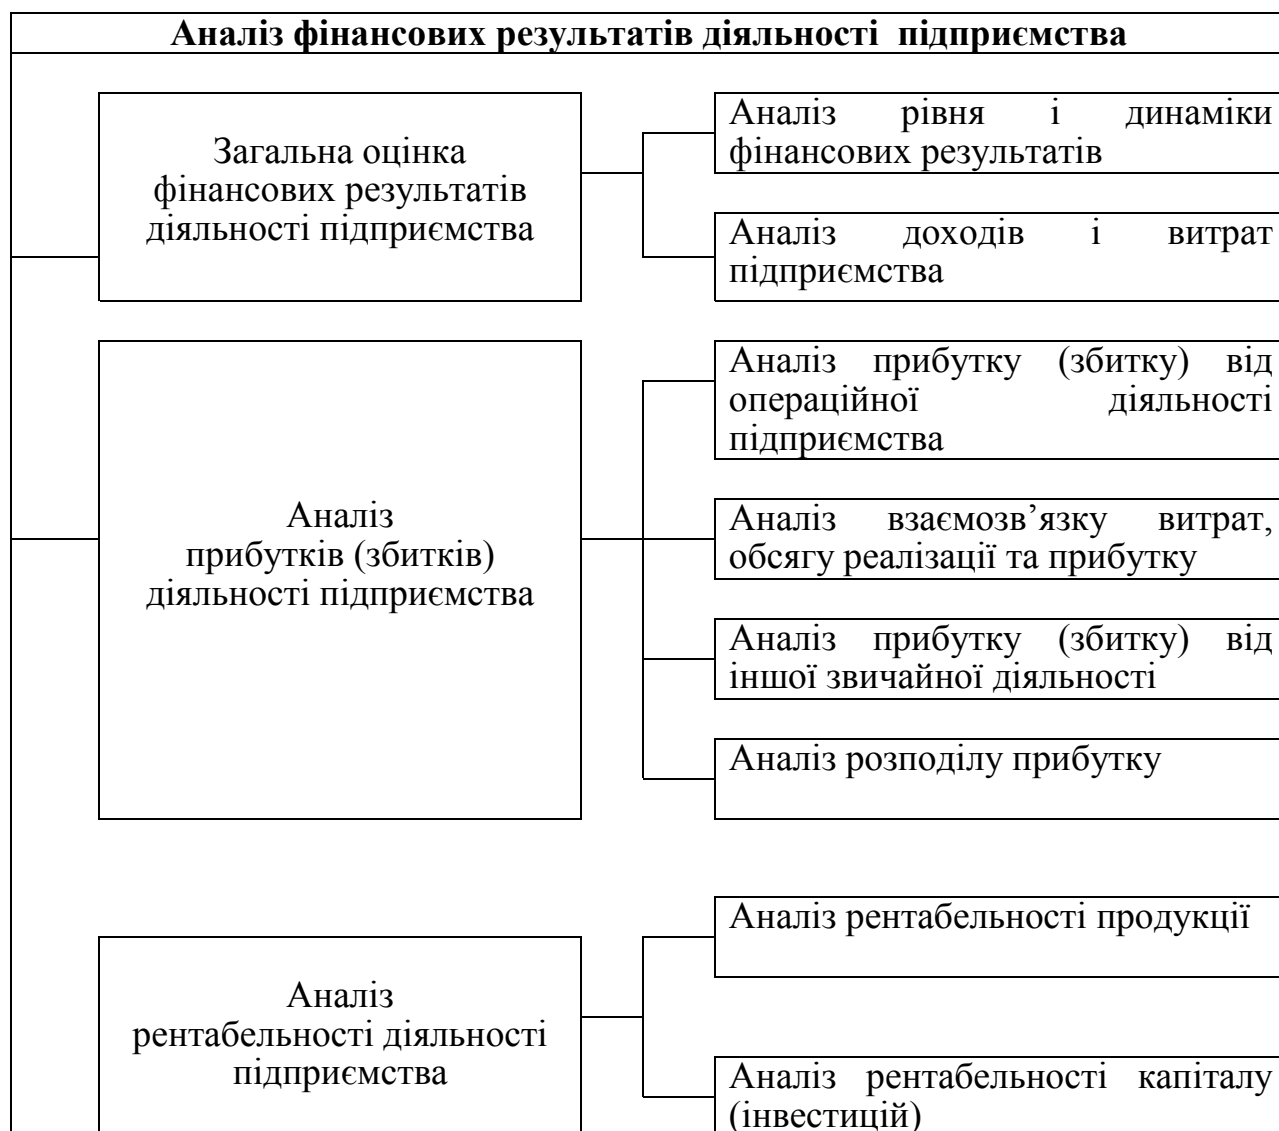 Аналіз фінансових результатів діяльності підприємства
Загальна оцінка
фінансових результатів
діяльності підприємства
Аналіз рівня і динаміки
фінансових результатів
Аналіз доходів і витрат
підприємства
Аналіз
прибутків (збитків)
діяльності підприємства
Аналіз прибутку (збитку) від
операційної діяльності
підприємства
Аналіз взаємозв’язку витрат,
обсягу реалізації та прибутку
Аналіз прибутку (збитку) від
іншої звичайної діяльності
Аналіз розподілу прибутку
Аналіз
рентабельності діяльності
підприємства
Аналіз рентабельності продукції
Аналіз рентабельності капіталу
(інвестицій)